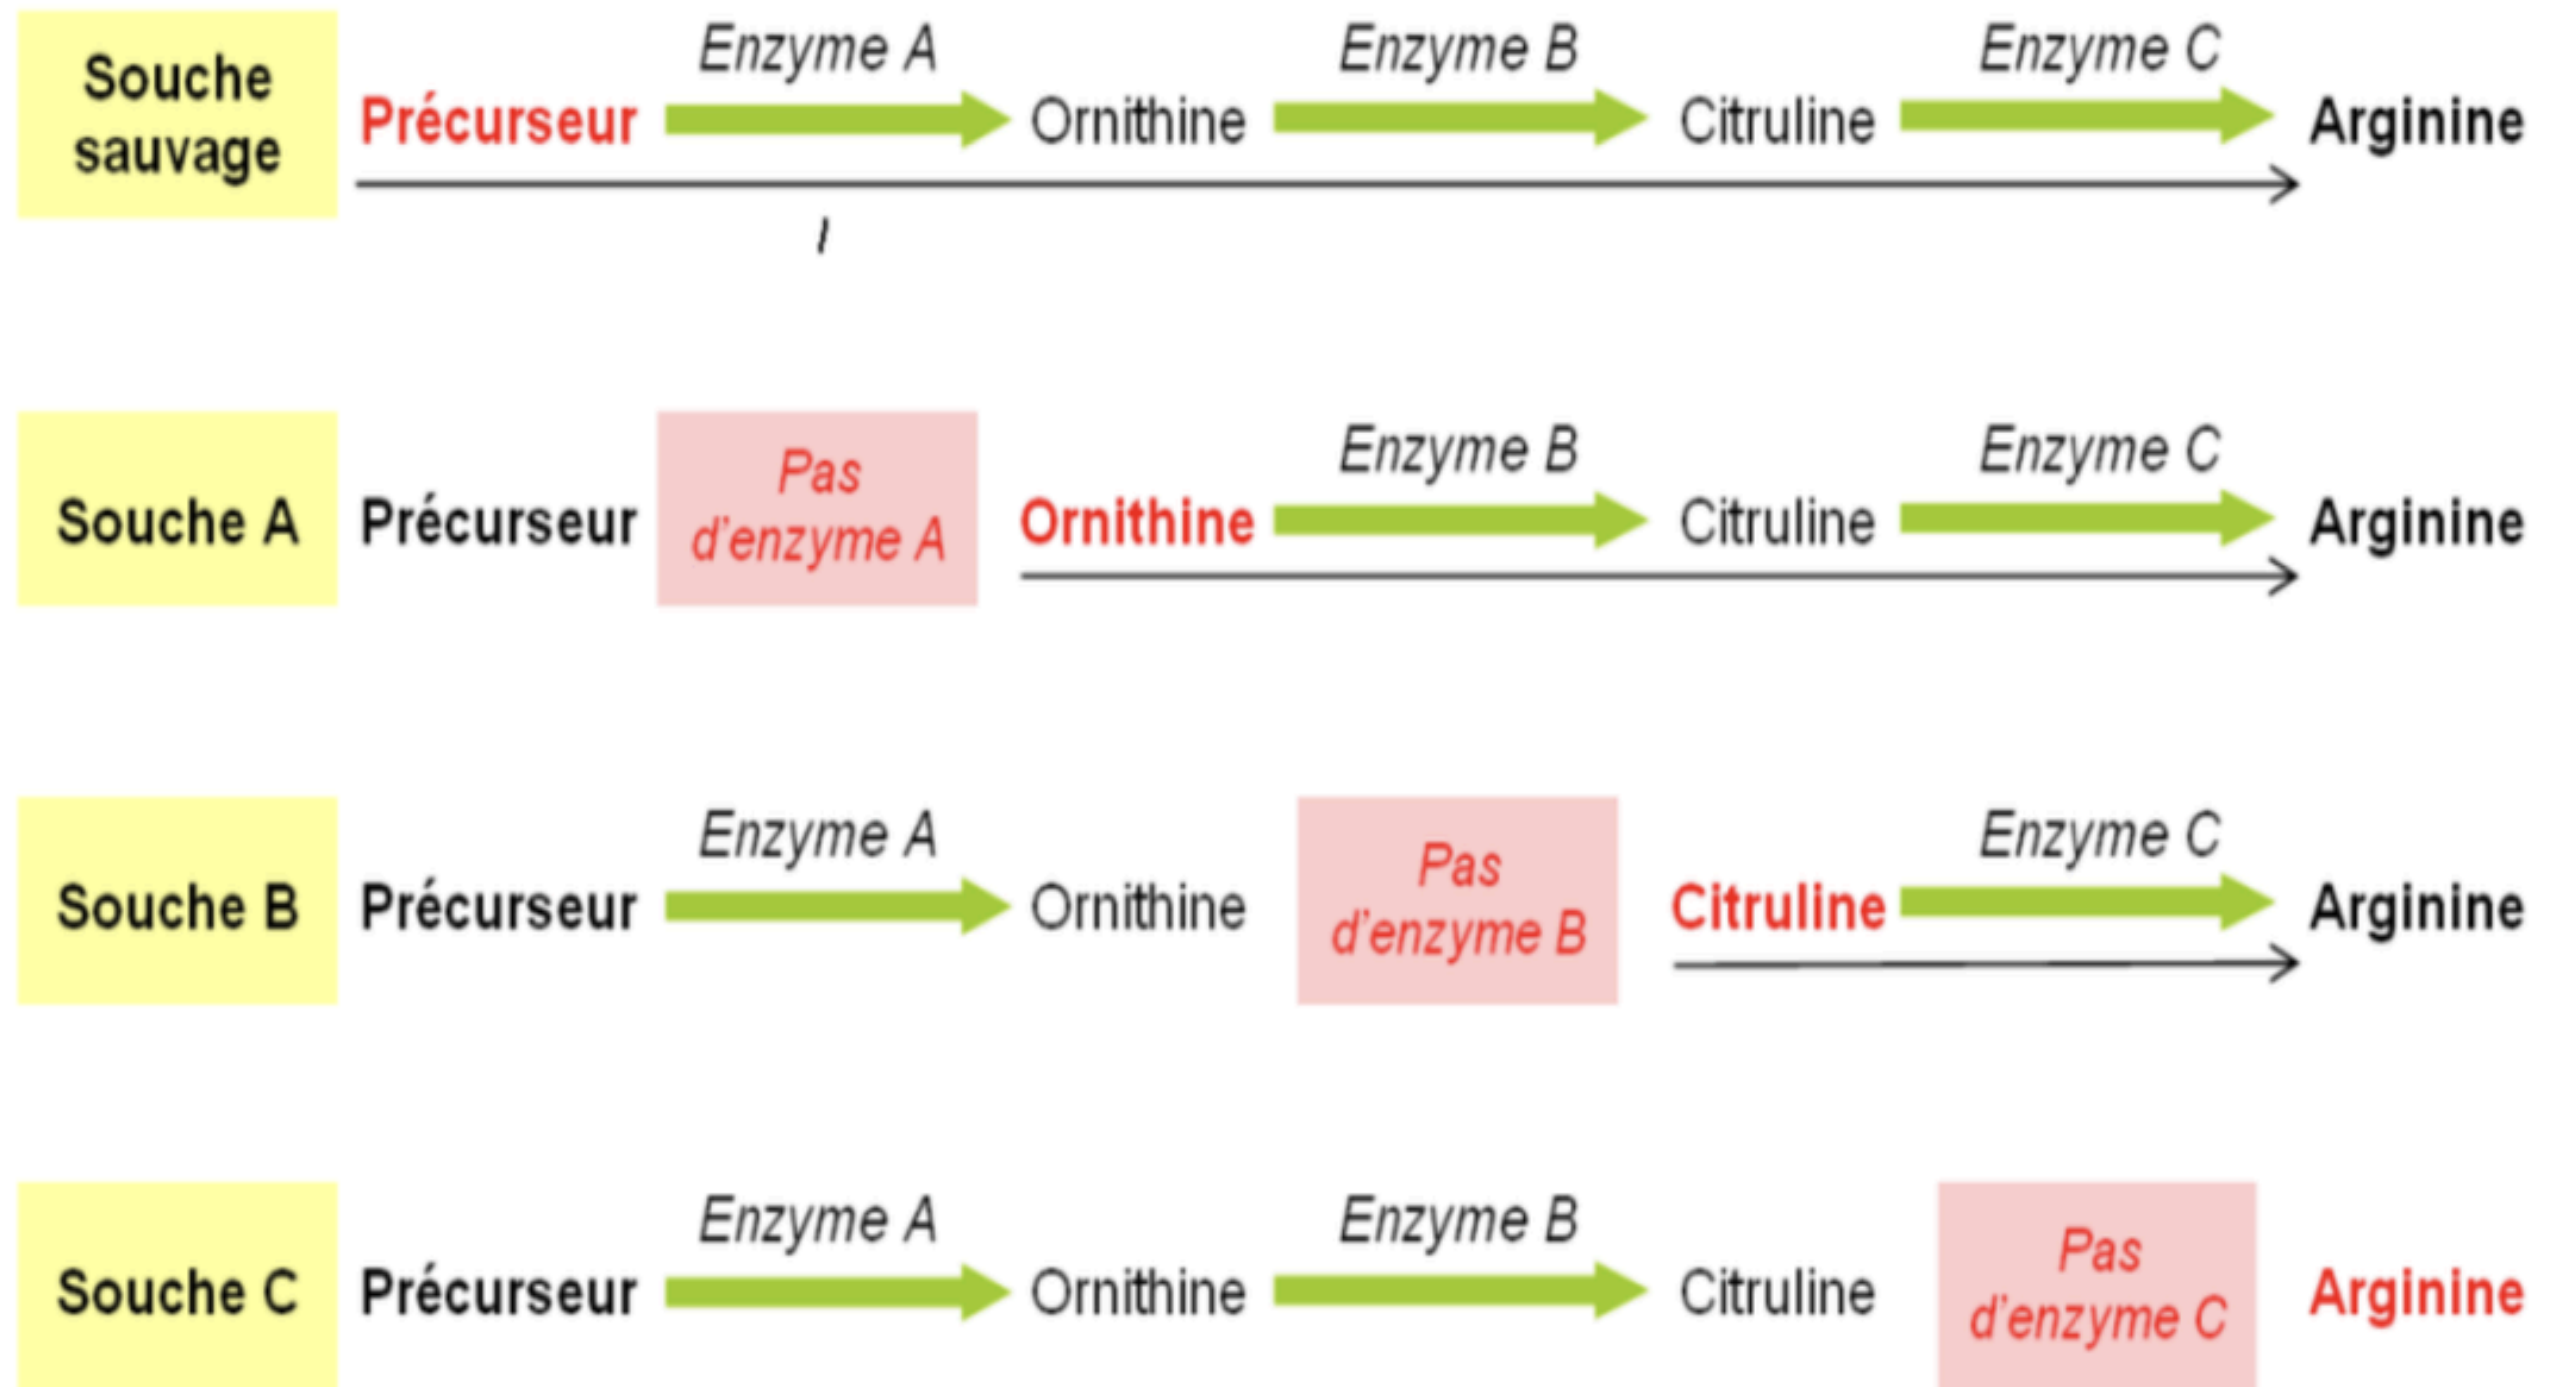 Souche
sauvage
Précurseur
Enzyme A
Ornithine
Enzyme B
Citruline
Enzyme C
Arginine
Souche A
Précurseur
Pas
d'enzyme A
Ornithine
Enzyme B
Citruline
Enzyme C
Arginine
Souche B
Précurseur
Enzyme A
Ornithine
Pas
d'enzyme B
Citruline
Enzyme C
Arginine
Souche C
Précurseur
Enzyme A
Ornithine
Enzyme B
Citruline
Pas
d'enzyme C
Arginine